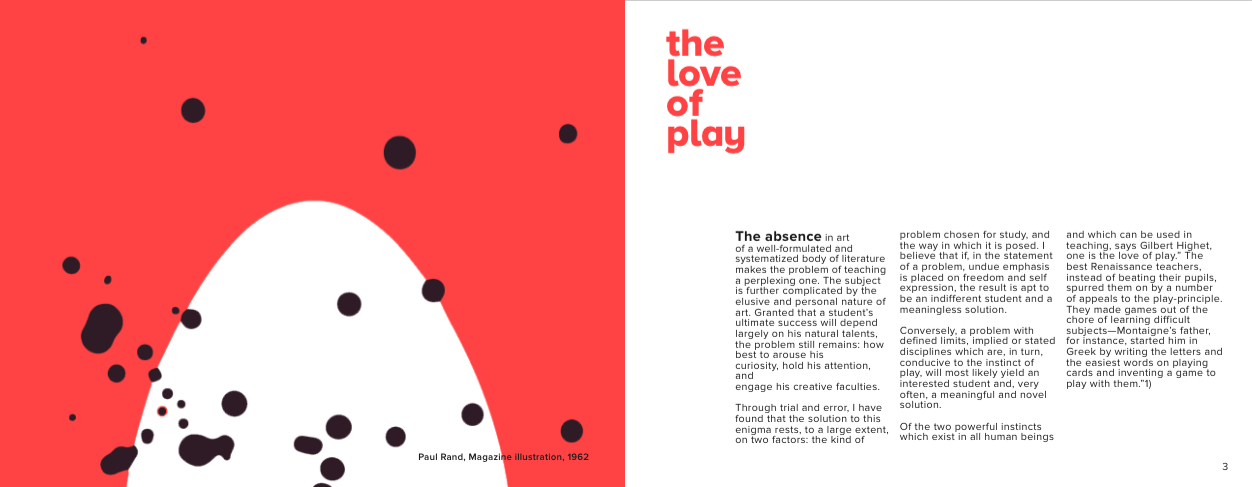 the
love
of
play
The absence in art
of a well-formulated and
systematized body of literature
makes the problem of teaching
a perplexing one. The subject
is further complicated by the
elusive and personal nature of
art. Granted that a student's
ultimate success will depend
largely on his natural talents,
the problem still remains: how
best to arouse his
curiosity, hold his attention,
and
engage his creative faculties.
Through trial and error, I have
found that the solution to this
enigma rests, to a large extent,
on two factors: the kind of
problem chosen for study, and
the way in which it is posed. I
believe that if, in the statement
of a problem, undue emphasis
is placed on freedom and self
expression, the result is apt to
be an indifferent student and a
meaningless solution.
Conversely, a problem with
defined limits, implied or stated
disciplines which are, in turn,
conducive to the instinct of
play, will most likely yield an
interested student and, very
often, a meaningful and novel
solution.
Of the two powerful instincts
which exist in all human beings
and which can be used in
teaching, says Gilbert Highet,
one is the love of play." The
best Renaissance teachers,
instead of beating their pupils,
spurred them on by a number
of appeals to the play-principle.
They made games out of the
chore of learning difficult
subjects—Montaigne's father,
for instance, started him in
Greek by writing the letters and
the easiest words on playing
cards and inventing a game to
play with them."1)
Paul Rand, Magazine illustration, 1962
3